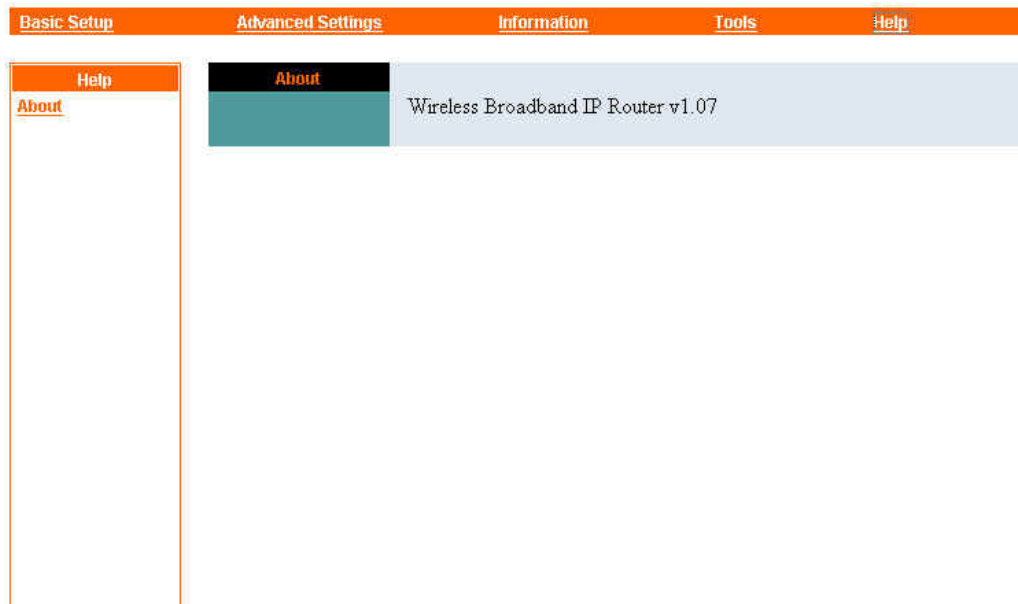 Basic Setup Advanced Settings Information Tools Help
Help
About
About
Wireless Broadband IP Router v1.07